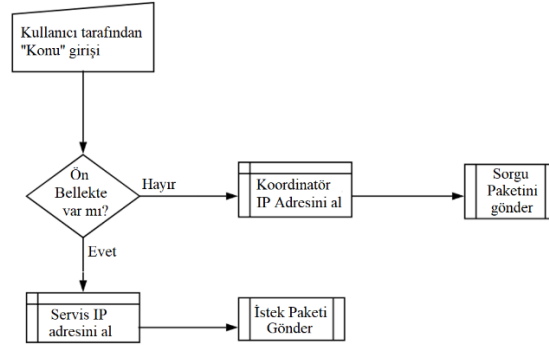 Kullanıcı tarafından
"Konu" girişi
Ön
Bellekte
var mı?
Hayır
Koordinatör
IP Adresini al
Sorgu
Paketini
gönder
Evet
Servis IP
adresini al
İstek Paketi
Gönder